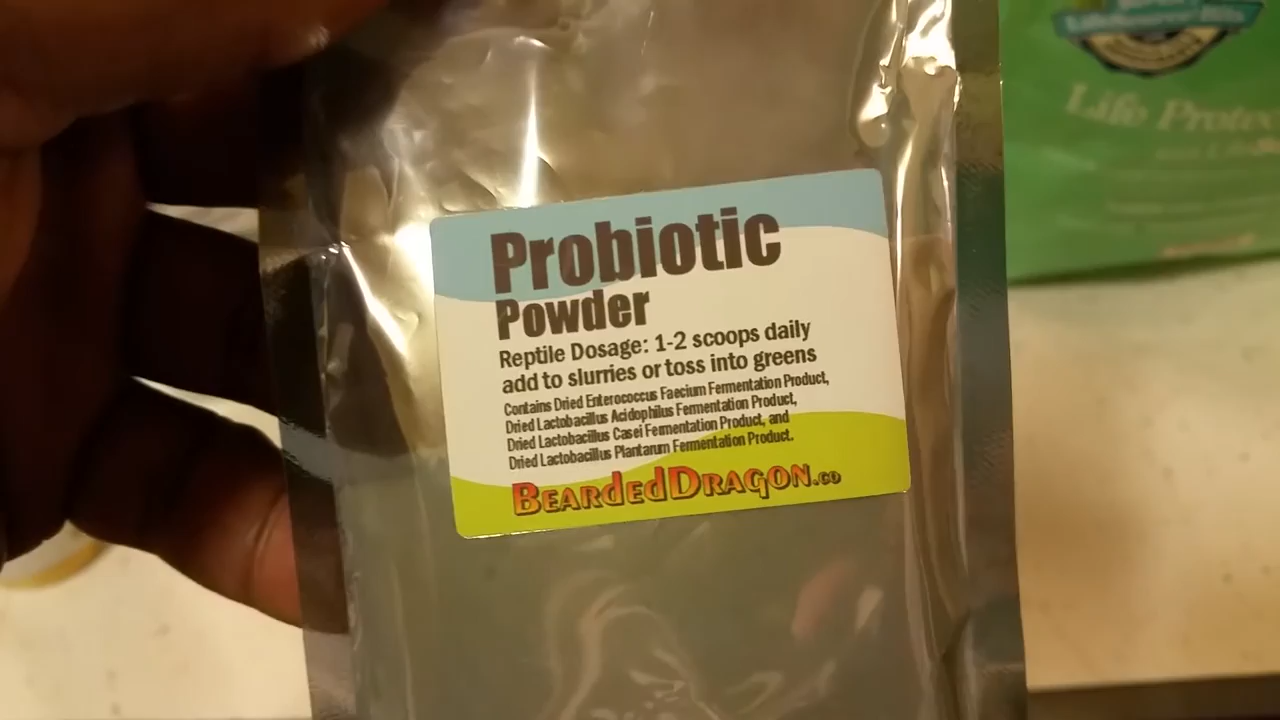 Probiotic
Powder
Reptile Dosage: 1-2 scoops daily
add to slurries or toss into greens
Contains Dried Enterococcus Faecium Fermentation Product,
Dried Lactobacillus Acidophilus Fermentation Product,
Dried Lactobacillus Casei Fermentation Product, and
Dried Lactobacillus Plantarum Fermentation Product.
BEARdEdDRAGON.CO
Life